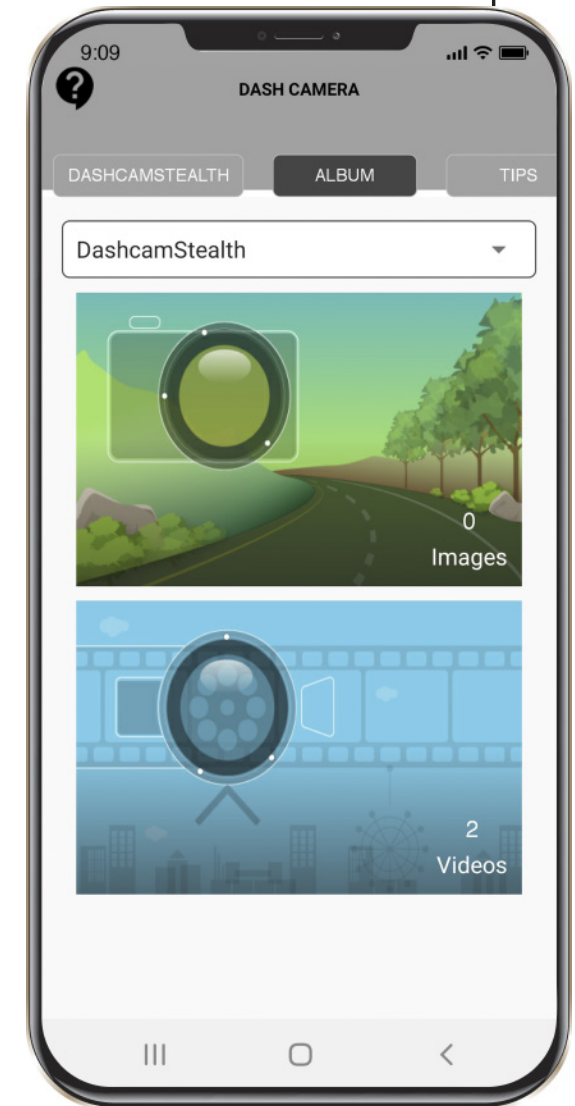 9:09
?
DASH CAMERA
DASHCAMSTEALTH
ALBUM
TIPS
DashcamStealth
0
Images
2
Videos